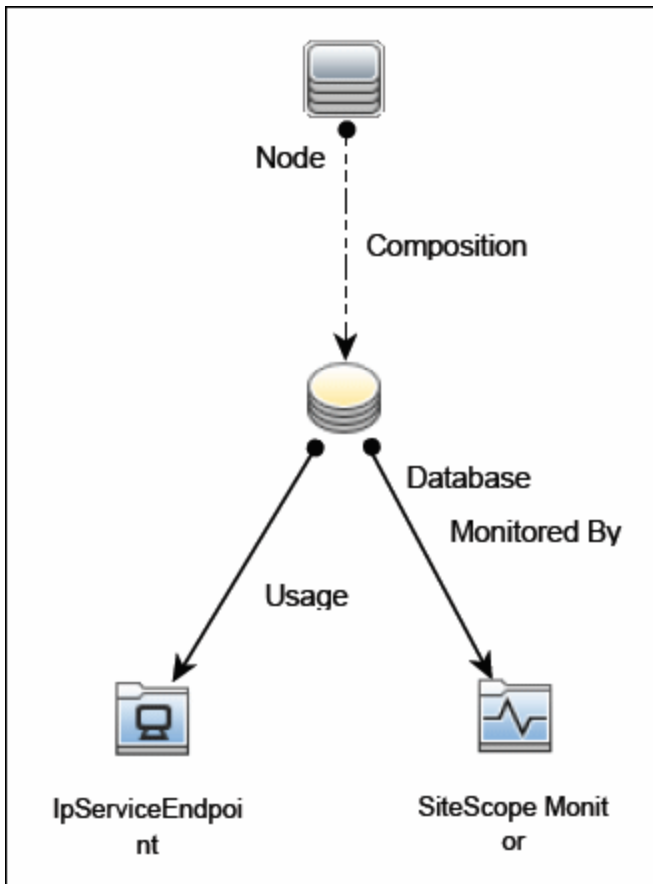 Node
Composition
Database
Monitored By
Usage
IpServiceEndpoi
nt
SiteScope Monit
or